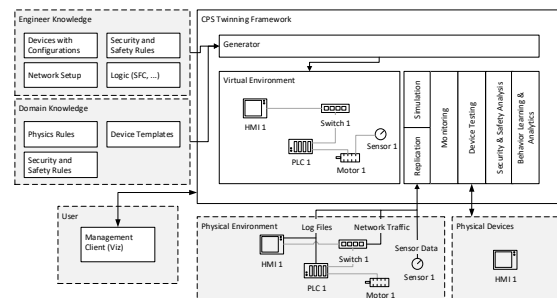 Engineer Knowledge
Devices with
Configurations
Security and
Safety Rules
Network Setup
Logic (SFC, ...)
Domain Knowledge
Physics Rules
Device Templates
Security and
Safety Rules
User
Management
Client (Viz)
CPS Twinning Framework
Generator
Virtual Environment
HMI 1
Switch 1
PLC 1
Motor 1
Sensor 1
Simulation
Replication
Monitoring
Device Testing
Security & Safety Analysis
Behavior Learning &
Analytics
Physical Environment
Log Files
Network Traffic
Sensor Data
HMI 1
Switch 1
PLC 1
Motor 1
Sensor 1
Physical Devices
HMI 1